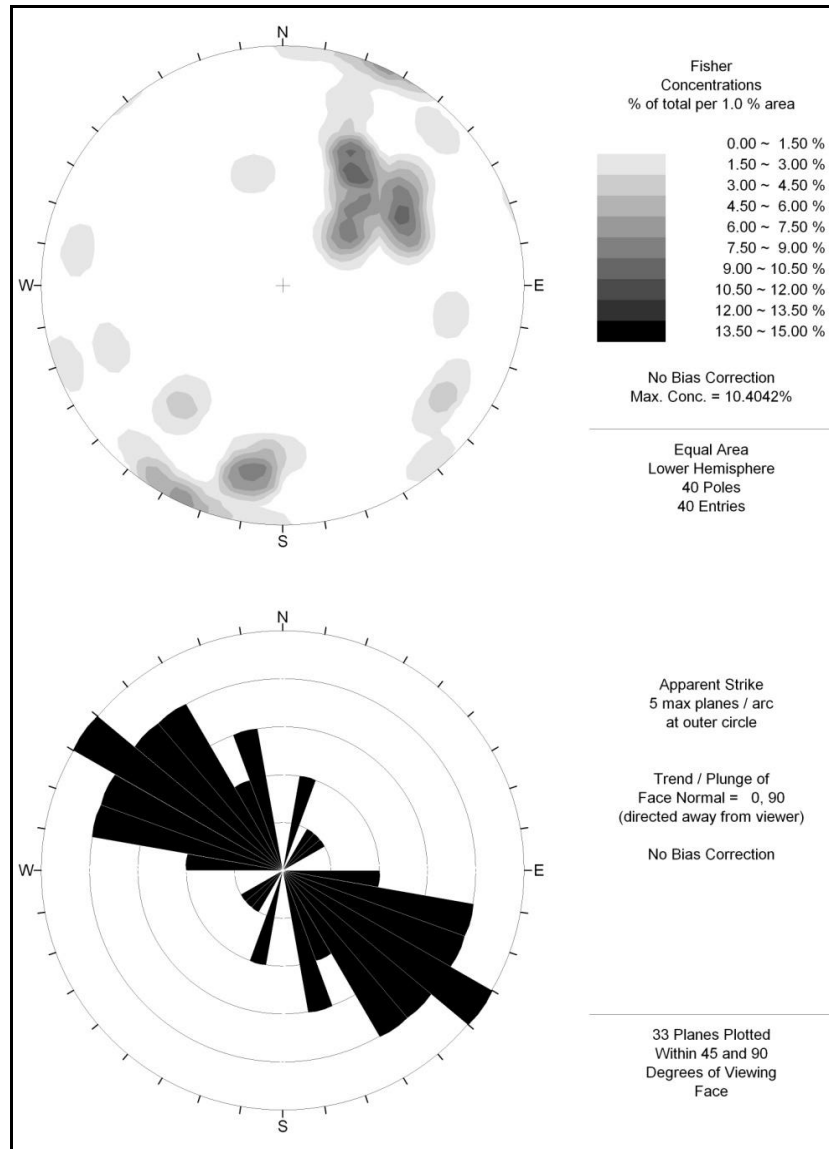 N
W
E
S
Fisher
Concentrations
% of total per 1.0 % area
0.00 ~ 1.50 %
1.50 ~ 3.00 %
3.00 ~ 4.50 %
4.50 ~ 6.00 %
6.00 ~ 7.50 %
7.50 ~ 9.00 %
9.00 ~ 10.50 %
10.50 ~ 12.00 %
12.00 ~ 13.50 %
13.50 ~ 15.00 %
No Bias Correction
Max. Conc. = 10.4042%
Equal Area
Lower Hemisphere
40 Poles
40 Entries
N
W
E
S
Apparent Strike
5 max planes / arc
at outer circle
Trend / Plunge of
Face Normal = 0, 90
(directed away from viewer)
No Bias Correction
33 Planes Plotted
Within 45 and 90
Degrees of Viewing
Face